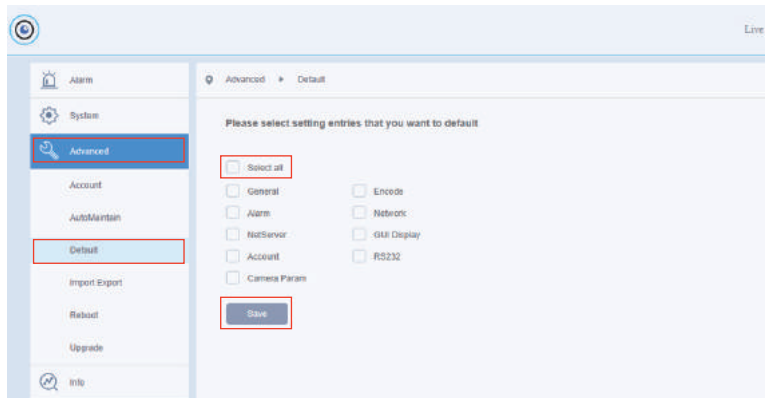 Live
Alarm
System
Advanced
Account
AutoMaintain
Default
Import Export
Reboot
Upgrade
Info
Advanced Default
Please select setting entries that you want to default
Select all
General Encode
Alarm Network
NetServer GUI Display
Account RS232
Camera Param
Save